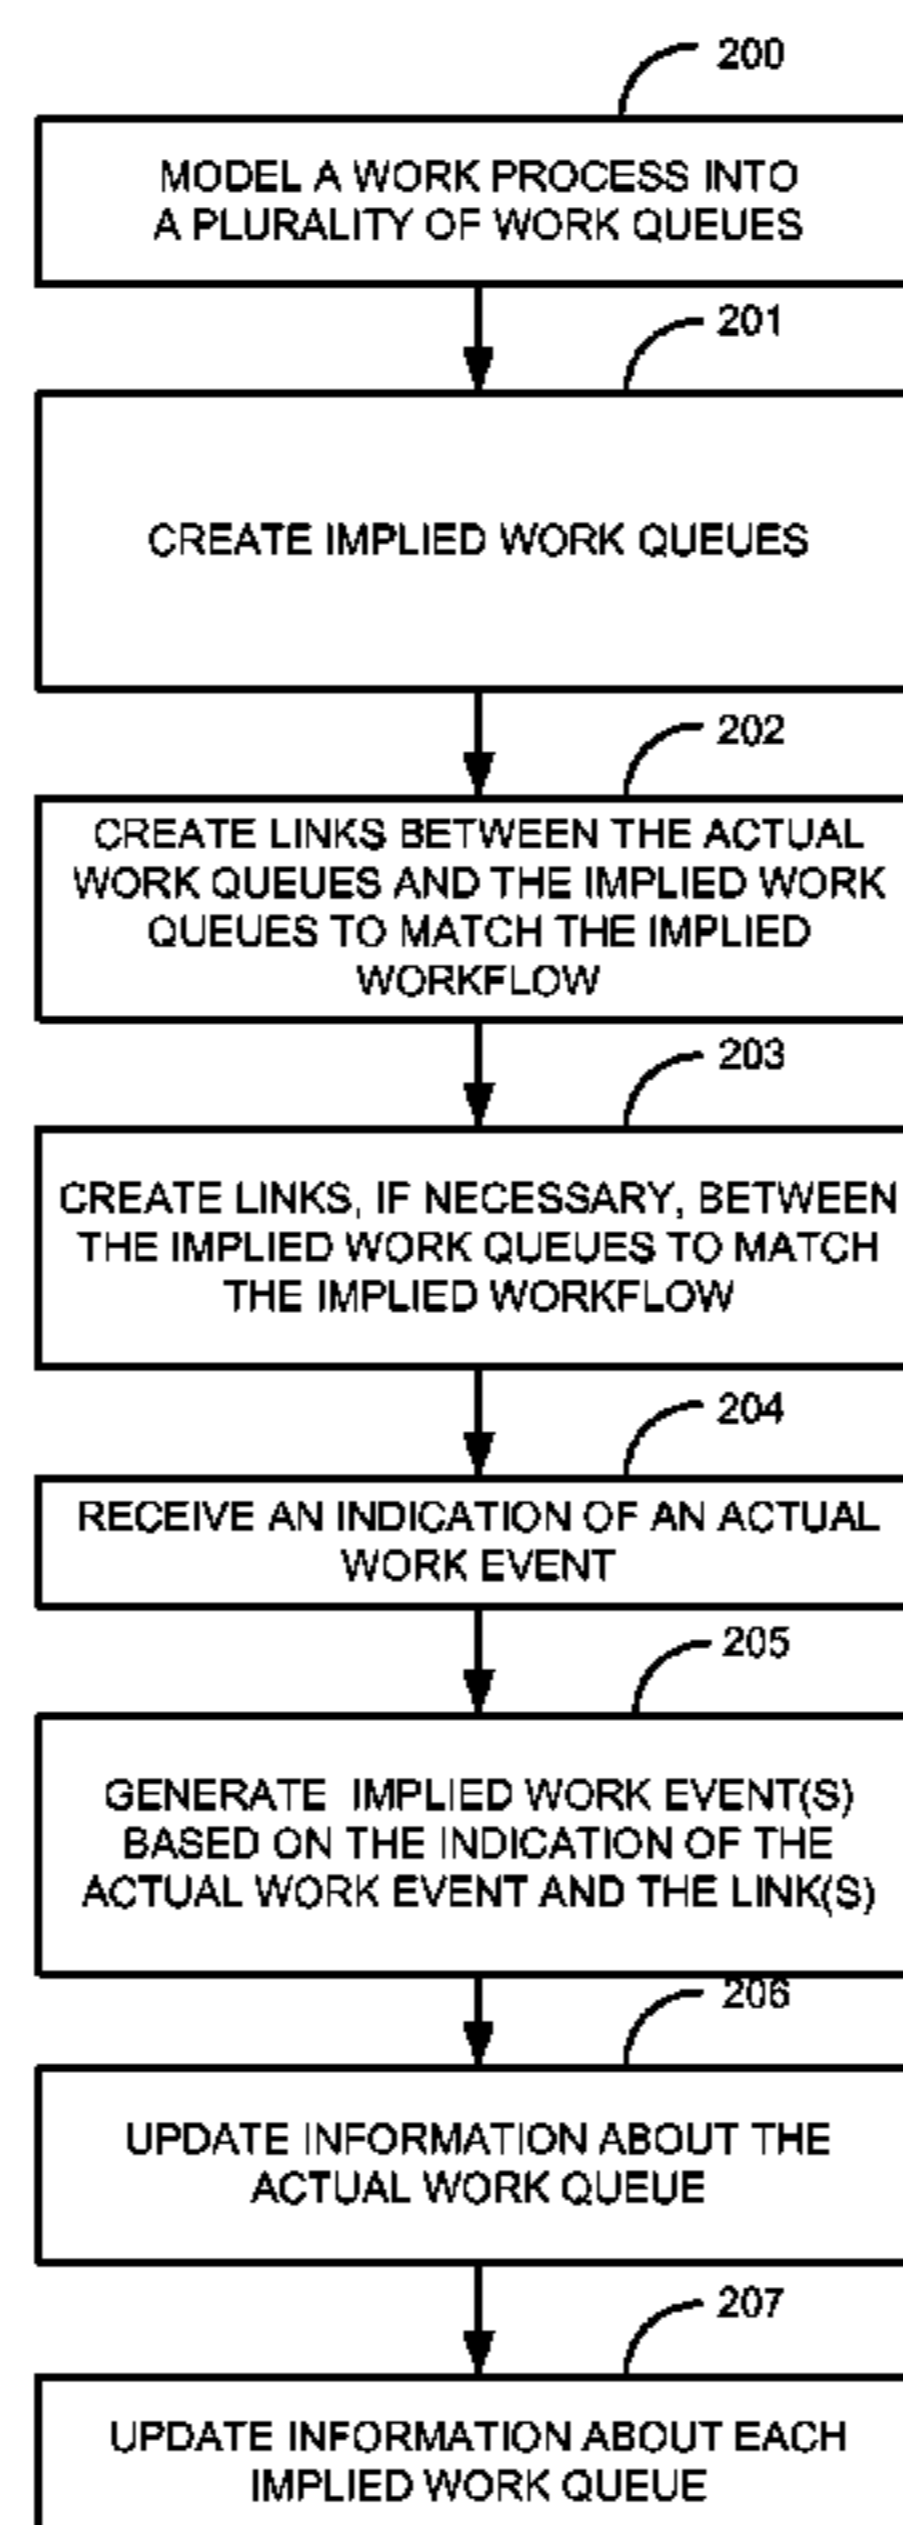 200
MODEL A WORK PROCESS INTO
A PLURALITY OF WORK QUEUES
201
CREATE IMPLIED WORK QUEUES
202
CREATE LINKS BETWEEN THE ACTUAL
WORK QUEUES AND THE IMPLIED WORK
QUEUES TO MATCH THE IMPLIED
WORKFLOW
203
CREATE LINKS, IF NECESSARY, BETWEEN
THE IMPLIED WORK QUEUES TO MATCH
THE IMPLIED WORKFLOW
204
RECEIVE AN INDICATION OF AN ACTUAL
WORK EVENT
205
GENERATE IMPLIED WORK EVENT(S)
BASED ON THE INDICATION OF THE
ACTUAL WORK EVENT AND THE LINK(S)
206
UPDATE INFORMATION ABOUT THE
ACTUAL WORK QUEUE
207
UPDATE INFORMATION ABOUT EACH
IMPLIED WORK QUEUE